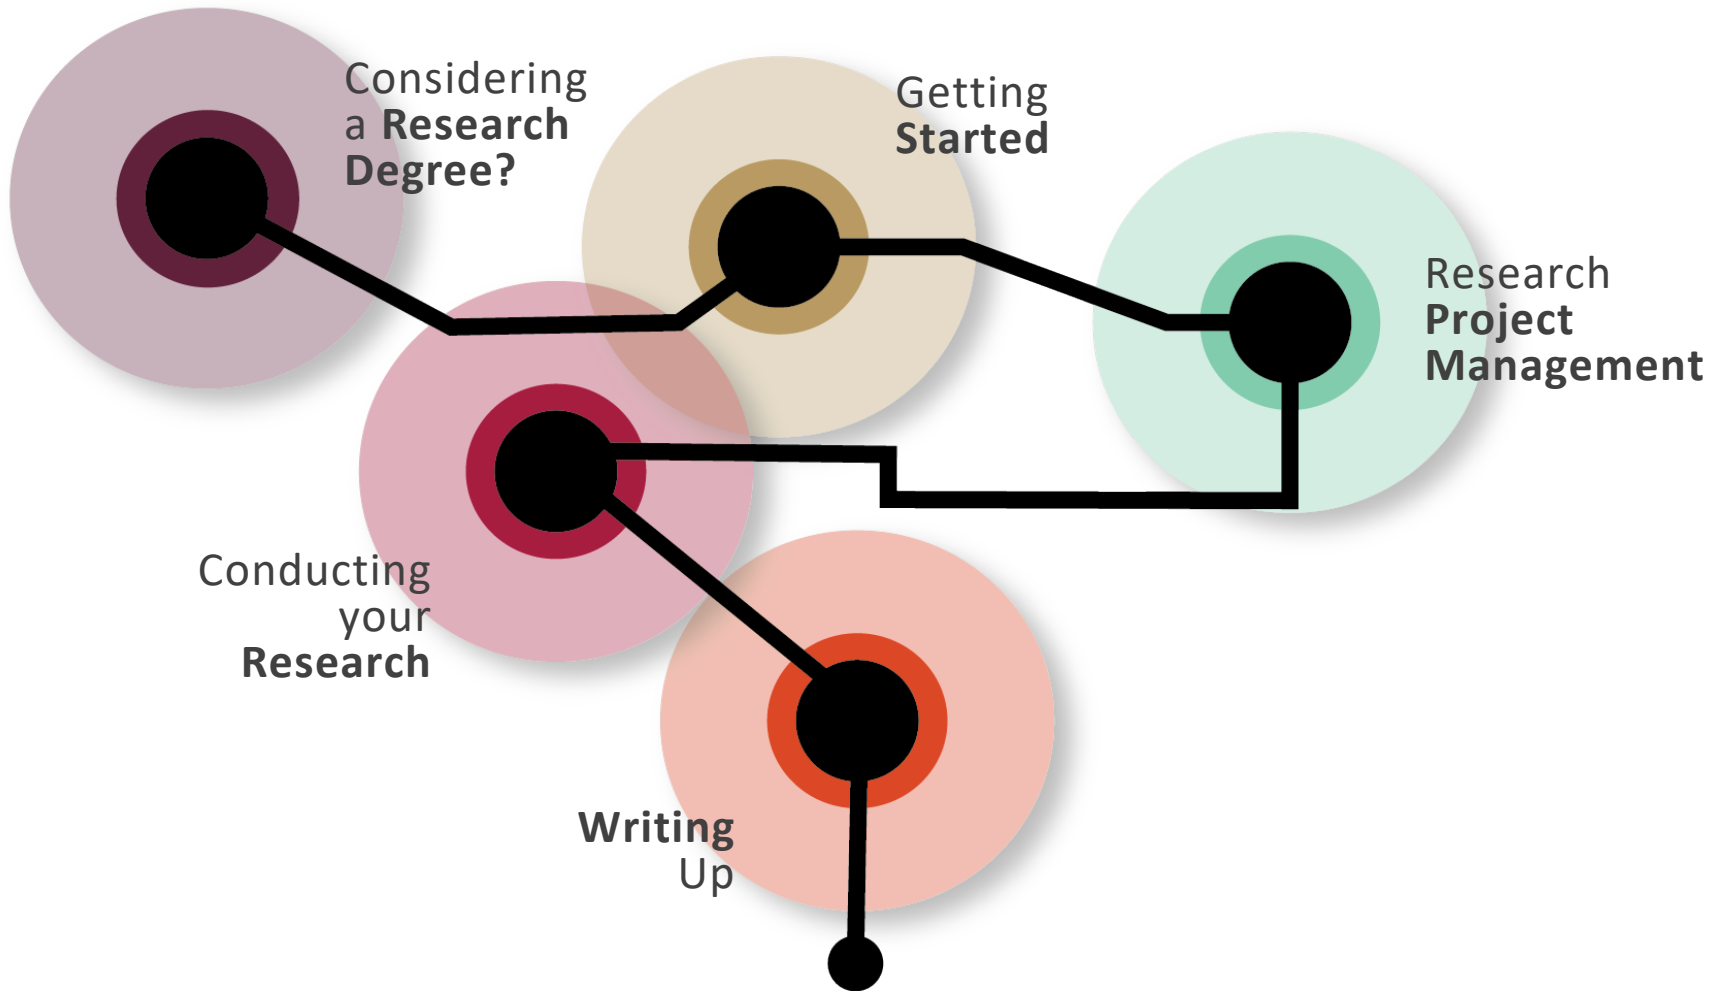 Considering
a Research
Degree?
Getting
Started
Research
Project
Management
Conducting
your
Research
Writing
Up